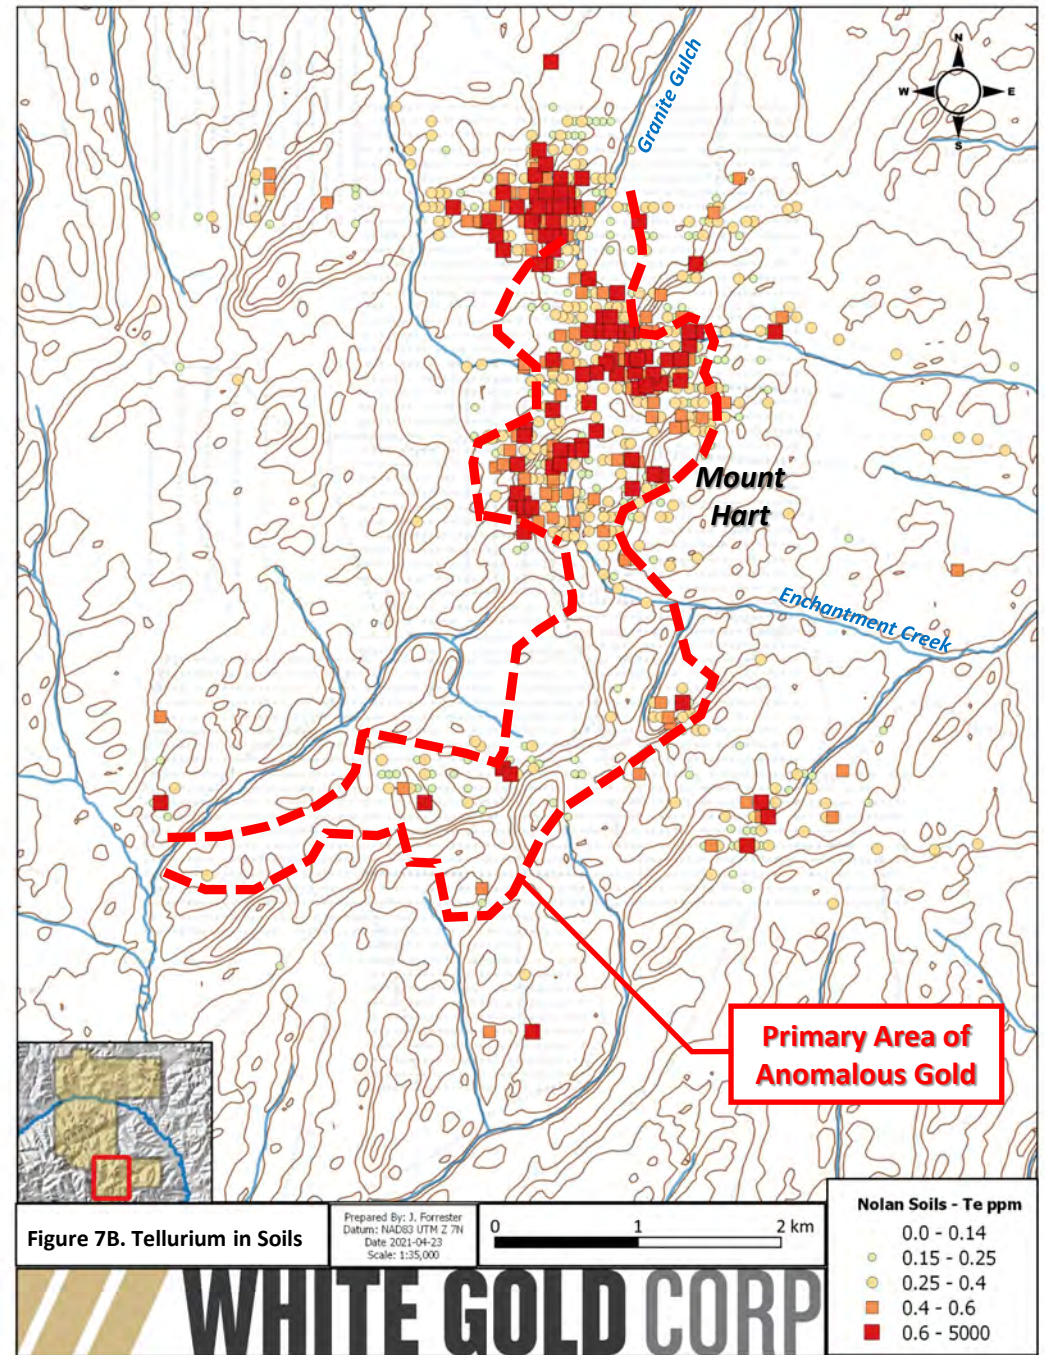 N
W
E
S
Granite Gulch
Mount
Hart
Enchantment Creek
Primary Area of
Anomalous Gold
Figure 7B. Tellurium in Soils
Prepared By: J. Forrester
Datum: NAD83 UTM Z 7N
Date 2021-04-23
Scale: 1:35,000
0 1 2 km
Nolan Soils - Te ppm
0.0 - 0.14
0.15 - 0.25
0.25 - 0.4
0.4 - 0.6
0.6 - 5000
WHITE GOLD CORP